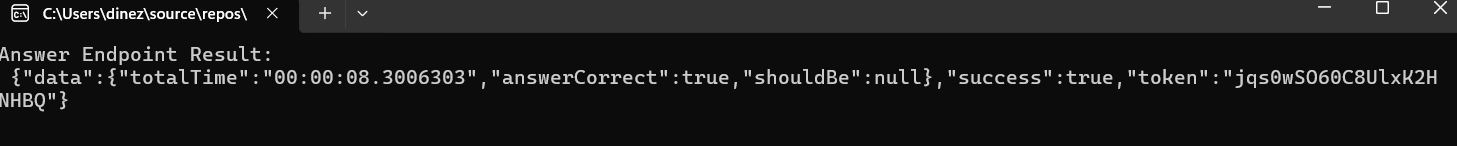 C:\Users\dinez\source\repos\
Answer Endpoint Result:
{"data":{"totalTime":"00:00:08.3006303","answerCorrect":true,"shouldBe":null},"success":true,"token":"jqs0wSO60C8UlxK2H
NHBQ"}